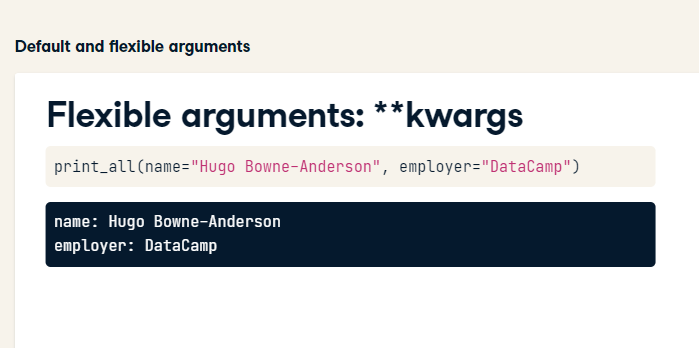 Default and flexible arguments
Flexible arguments: **kwargs
print_all(name="Hugo Bowne-Anderson", employer="DataCamp")
name: Hugo Bowne-Anderson
employer: DataCamp